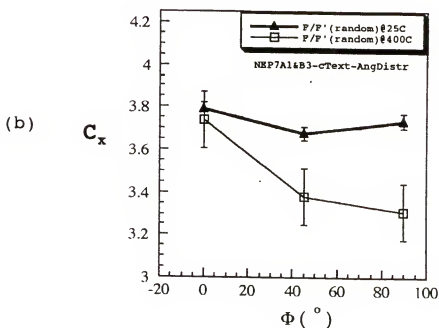 F/F'(random)@25C
F/F'(random)@400C
NEP7A1&B3-cText-AngDistr
(b)
Cx
4.2
4
3.8
3.6
3.4
3.2
3
-20 0 20 40 60 80 100
Φ(°)